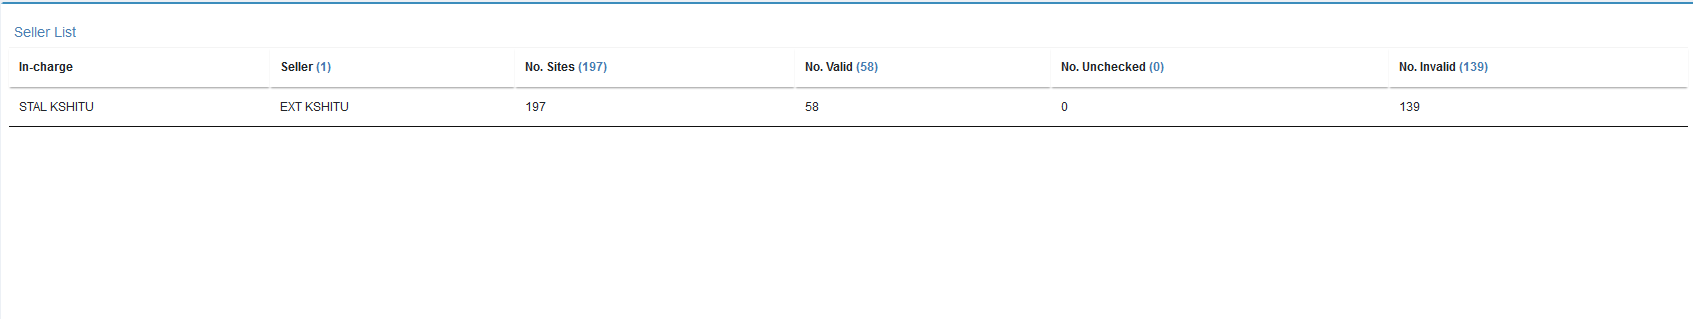 Seller List
In-charge Seller (1) No. Sites (197) No. Valid (58) No. Unchecked (0) No. Invalid (139)
STAL KSHITU EXT KSHITU 197 58 0 139